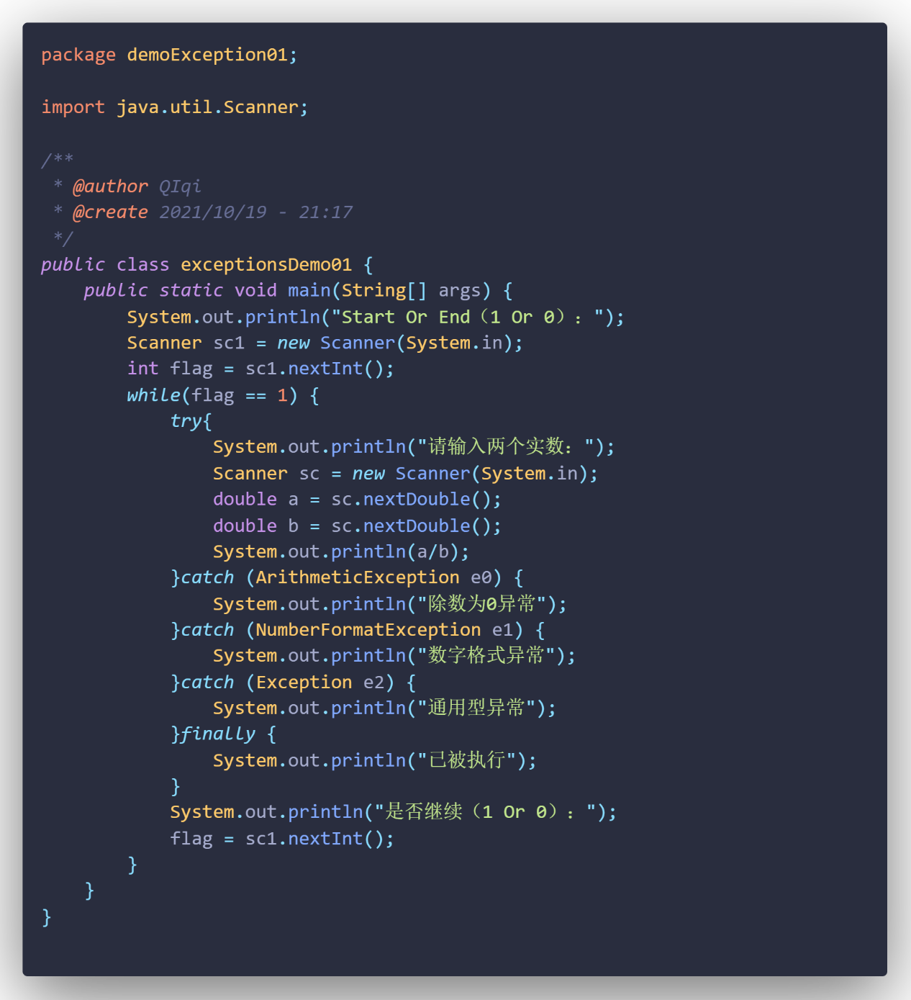 package demoException01;

import java.util.Scanner;

/**
 * @author QIqi
 * @create 2021/10/19 - 21:17
 */
public class exceptionsDemo01 {
    public static void main(String[] args) {
        System.out.println("Start Or End（1 Or 0）：");
        Scanner sc1 = new Scanner(System.in);
        int flag = sc1.nextInt();
        while(flag == 1) {
            try{
                System.out.println("请输入两个实数：");
                Scanner sc = new Scanner(System.in);
                double a = sc.nextDouble();
                double b = sc.nextDouble();
                System.out.println(a/b);
            }catch (ArithmeticException e0) {
                System.out.println("除数为0异常");
            }catch (NumberFormatException e1) {
                System.out.println("数字格式异常");
            }catch (Exception e2) {
                System.out.println("通用型异常");
            }finally {
                System.out.println("已被执行");
            }
            System.out.println("是否继续（1 Or 0）：");
            flag = sc1.nextInt();
        }
    }
}